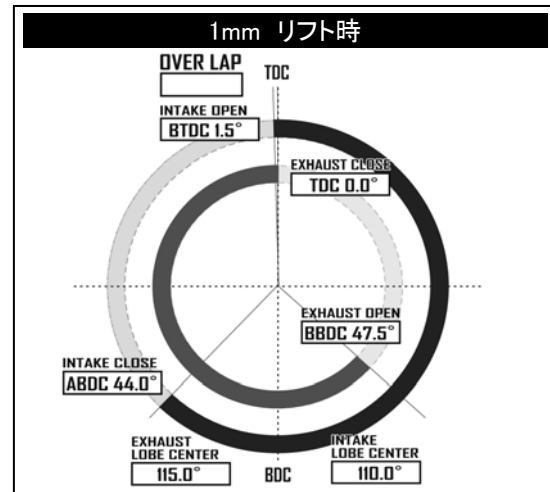 1mm リフト時
OVER LAP
TDC
INTAKE OPEN
BTDC 1.5°
EXHAUST CLOSE
TDC 0.0°
EXHAUST OPEN
BBDC 47.5°
INTAKE CLOSE
ABDC 44.0°
EXHAUST
LOBE CENTER
115.0°
BDC
INTAKE
LOBE CENTER
110.0°